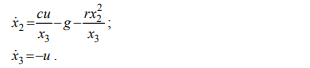 ẋ₂ = cu/x₃ − g − rx₂²/x₃ ;
ẋ₃ = −u .